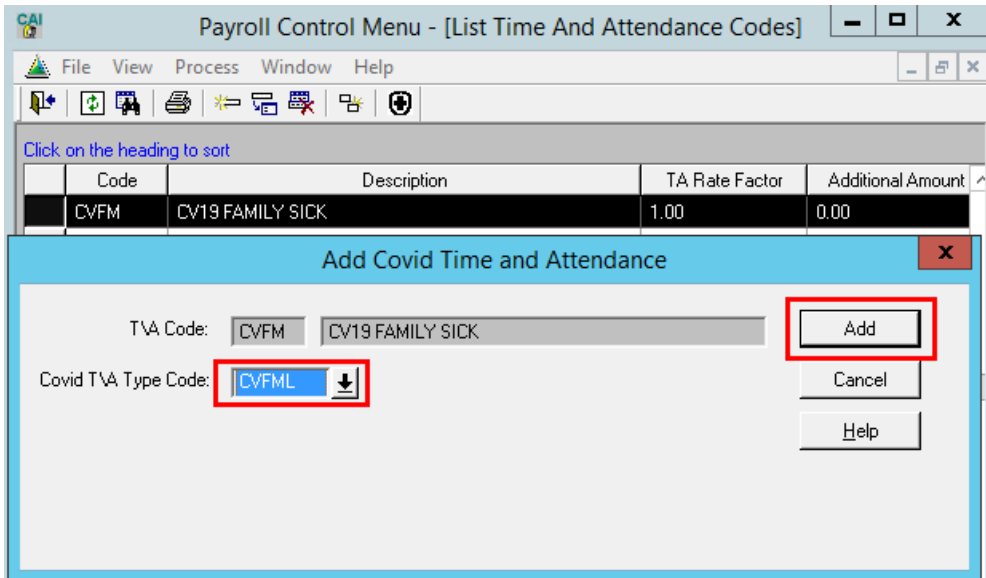 CAI
Payroll Control Menu - [List Time And Attendance Codes]
File View Process Window Help
Click on the heading to sort
Code Description TA Rate Factor Additional Amount
CVFM CV19 FAMILY SICK 1.00 0.00
Add Covid Time and Attendance
T\A Code: CVFM CV19 FAMILY SICK Add
Covid T\A Type Code: CVFML Cancel
Help